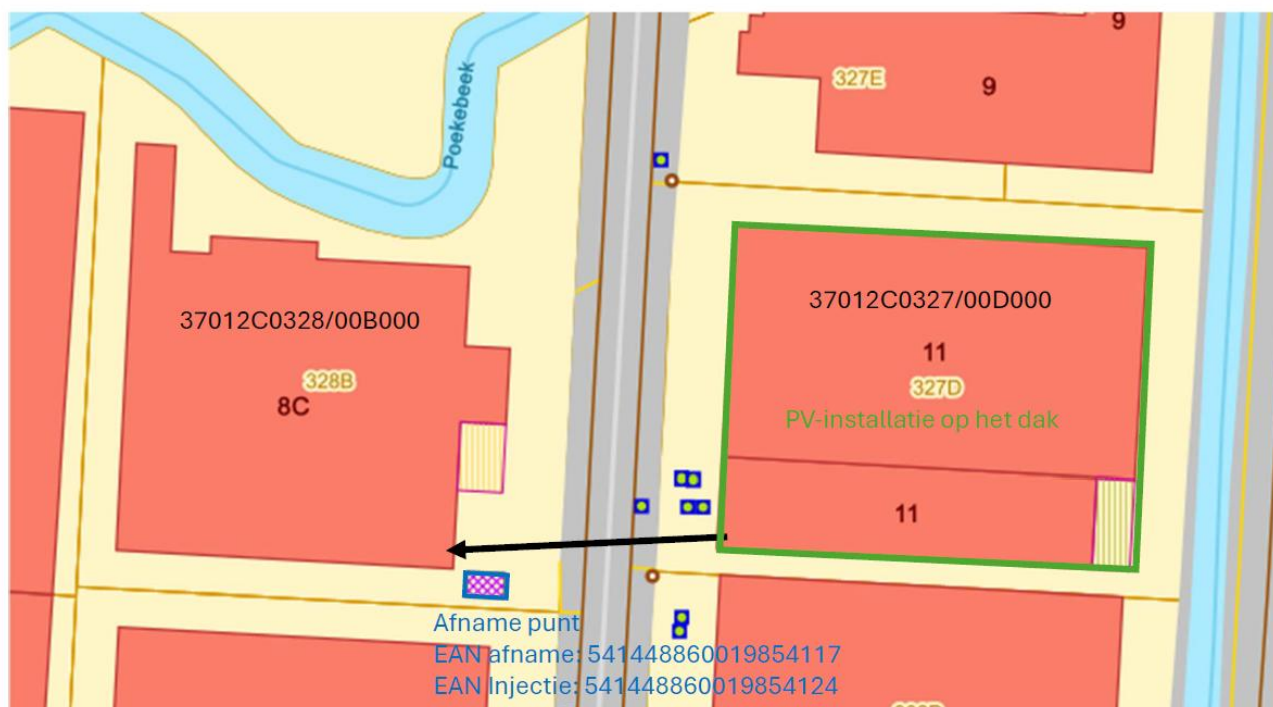 9
327E
9
Poekebeek
37012C0328/00B000
328B
8C
37012C0327/00D000
11
327D
PV-installatie op het dak
11
Afname punt
EAN afname: 541448860019854117
EAN Injectie: 541448860019854124